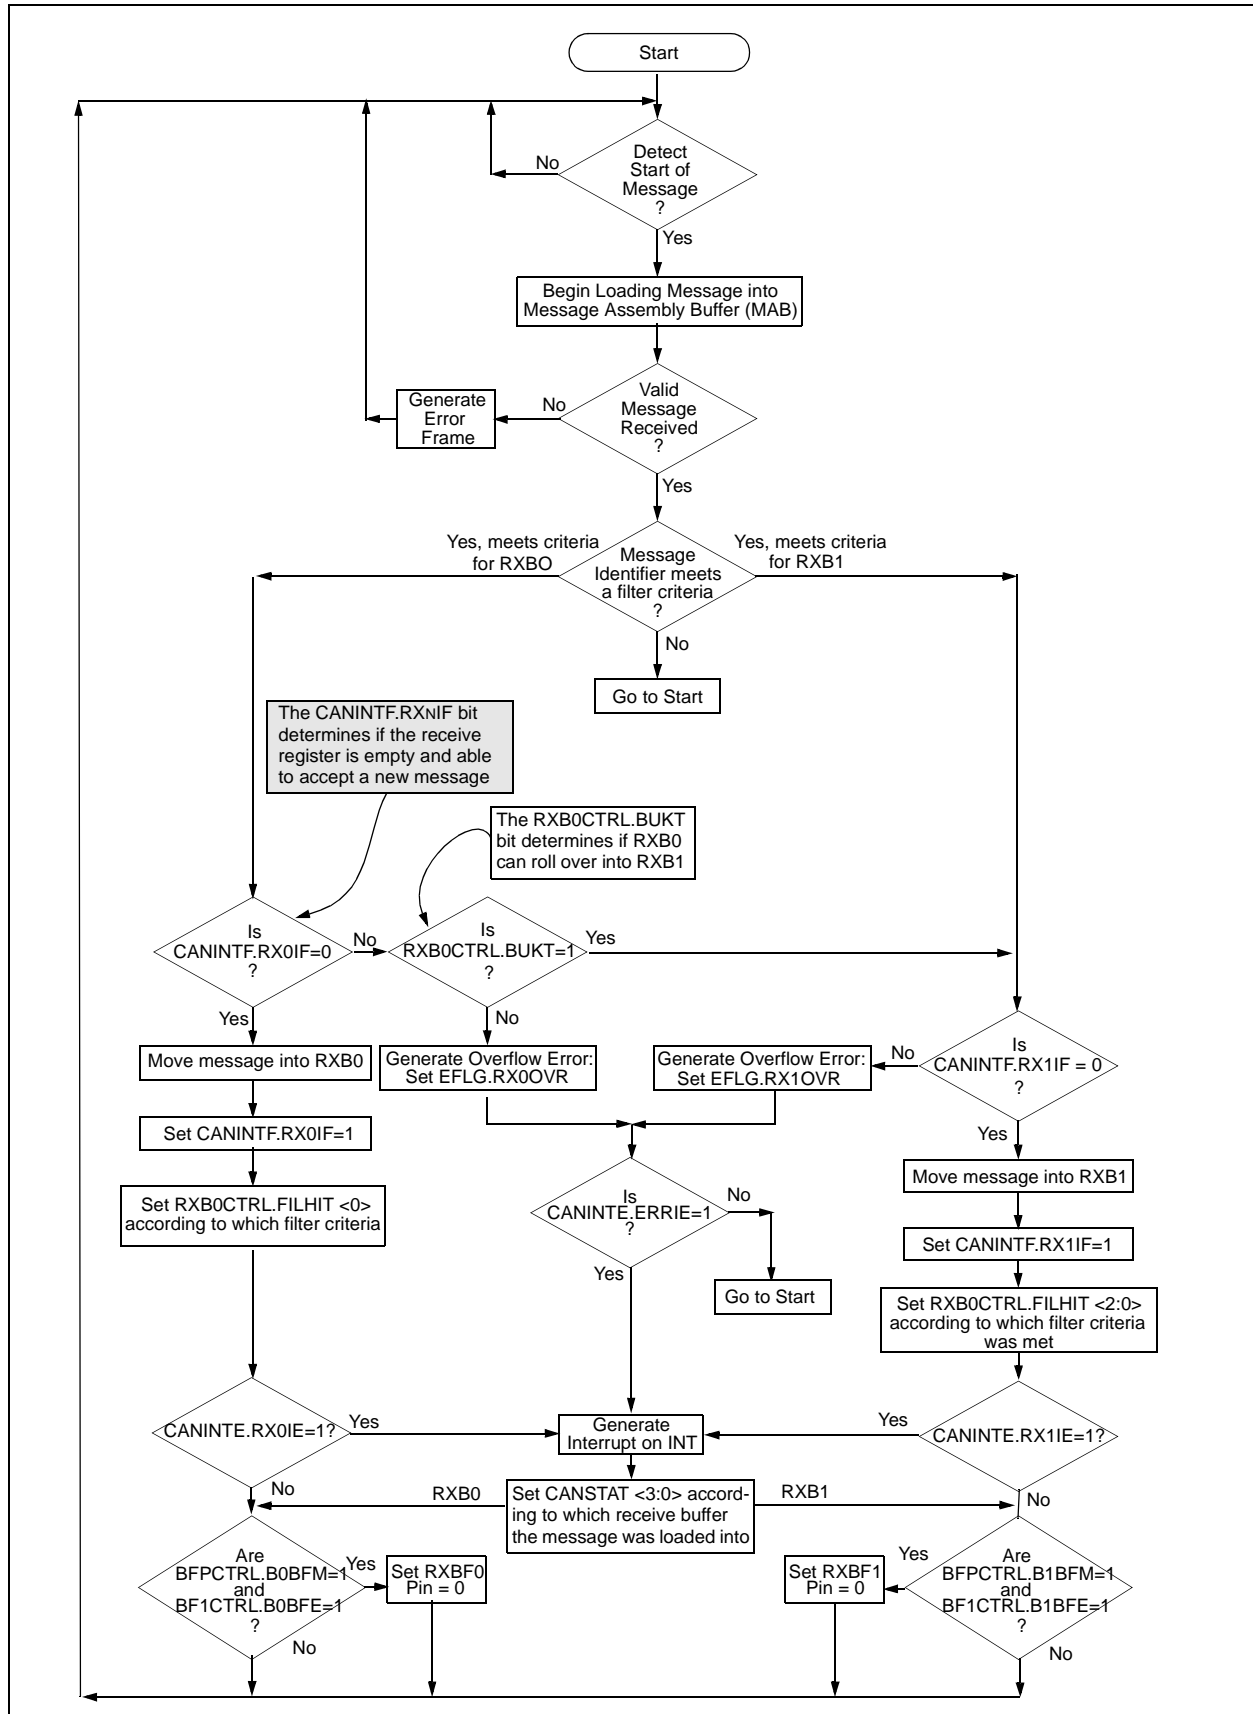 Start
Detect
Start of
Message
?
No
Yes
Begin Loading Message into
Message Assembly Buffer (MAB)
Valid
Message
Received
?
No
Generate
Error
Frame
Yes
Message
Identifier meets
a filter criteria
?
Yes, meets criteria
for RXBO
Yes, meets criteria
for RXB1
No
Go to Start
The CANINTF.RXNIF bit
determines if the receive
register is empty and able
to accept a new message
The RXB0CTRL.BUKT
bit determines if RXB0
can roll over into RXB1
Is
CANINTF.RX0IF=0
?
No
Is
RXB0CTRL.BUKT=1
?
Yes
Yes
No
Is
CANINTF.RX1IF = 0
?
No
Yes
Move message into RXB0
Generate Overflow Error:
Set EFLG.RX0OVR
Generate Overflow Error:
Set EFLG.RX1OVR
Set CANINTF.RX0IF=1
Move message into RXB1
Set RXB0CTRL.FILHIT <0>
according to which filter criteria
Is
CANINTE.ERRIE=1
?
No
Yes
Go to Start
Set CANINTF.RX1IF=1
Set RXB0CTRL.FILHIT <2:0>
according to which filter criteria
was met
CANINTE.RX0IE=1?
Yes
No
Generate
Interrupt on INT
Yes
CANINTE.RX1IE=1?
No
RXB0
Set CANSTAT <3:0> accord-
ing to which receive buffer
the message was loaded into
RXB1
Are
BFPCTRL.B0BFM=1
and
BF1CTRL.B0BFE=1
?
Yes
No
Set RXBF0
Pin = 0
Set RXBF1
Pin = 0
Yes
Are
BFPCTRL.B1BFM=1
and
BF1CTRL.B1BFE=1
?
No